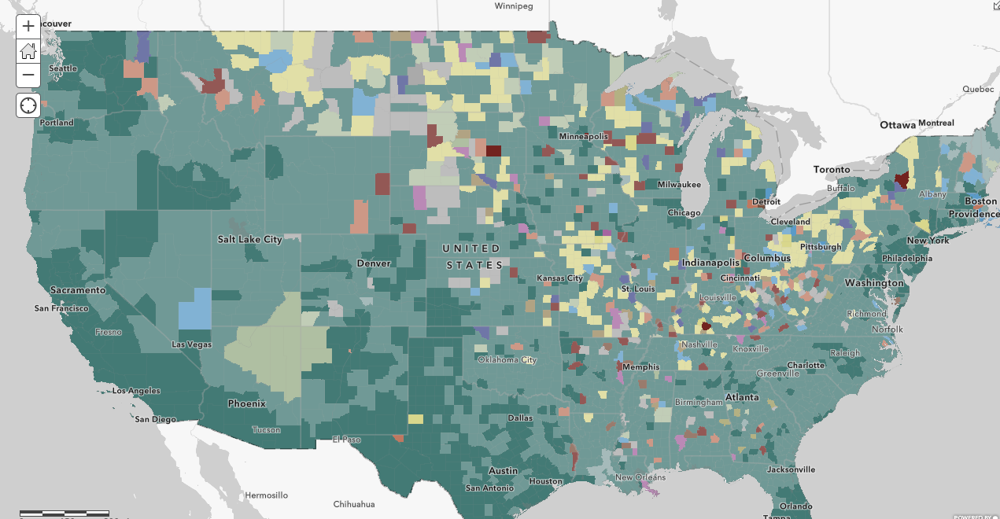 Winnipeg
+
ncouver
Seattle
−
Quebec
Portland
Ottawa
Montreal
Minneapolis
Toronto
Milwaukee
Buffalo
Albany
Chicago
Detroit
Boston
Providence
Cleveland
Salt Lake City
UNITED
STATES
New York
Pittsburgh
Denver
Indianapolis
Columbus
Philadelphia
Kansas City
Cincinnati
Washington
Sacramento
St. Louis
San Francisco
Louisville
Richmond
Fresno
Norfolk
Las Vegas
Nashville
Knoxville
Raleigh
Oklahoma City
Memphis
Charlotte
Greenville
Los Angeles
Phoenix
Birmingham
Atlanta
San Diego
Tucson
Dallas
El Paso
Austin
Jacksonville
Houston
New Orleans
San Antonio
Hermosillo
Chihuahua
Orlando
Tampa
POWERED BY